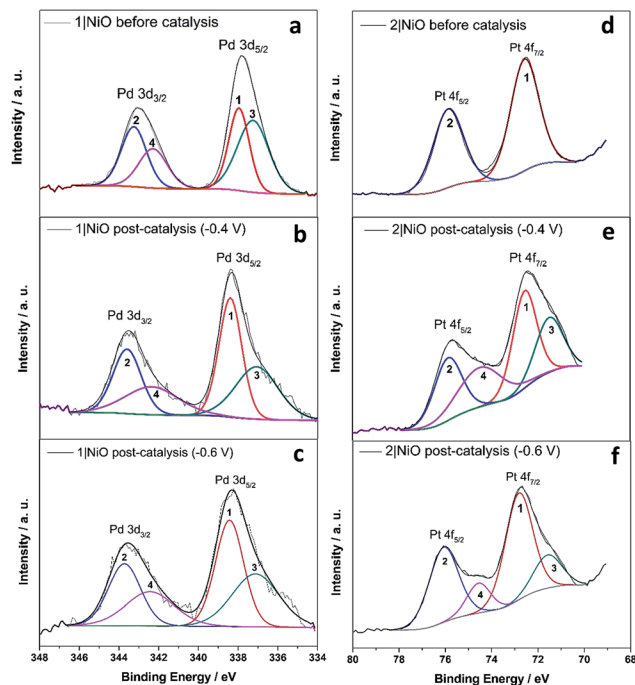 1|NiO before catalysis
a
Pd 3d3/2
Pd 3d5/2
1
2
3
4
Intensity / a. u.
1|NiO post-catalysis (-0.4 V)
b
Pd 3d3/2
Pd 3d5/2
1
2
3
4
Intensity / a. u.
1|NiO post-catalysis (-0.6 V)
c
Pd 3d3/2
Pd 3d5/2
1
2
3
4
Intensity / a. u.
348 346 344 342 340 338 336 334
Binding Energy / eV
2|NiO before catalysis
d
Pt 4f7/2
Pt 4f5/2
1
2
Intensity / a. u.
2|NiO post-catalysis (-0.4 V)
e
Pt 4f7/2
Pt 4f5/2
1
2
3
4
Intensity / a. u.
2|NiO post-catalysis (-0.6 V)
f
Pt 4f7/2
Pt 4f5/2
1
2
3
4
Intensity / a. u.
80 78 76 74 72 70 68
Binding Energy / eV